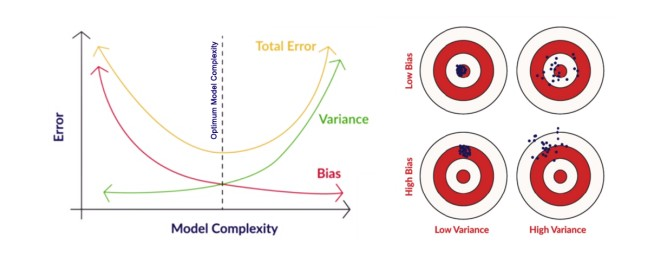 Error
Total Error
Optimum Model Complexity
Variance
Bias
Model Complexity
Low Bias
High Bias
Low Variance
High Variance